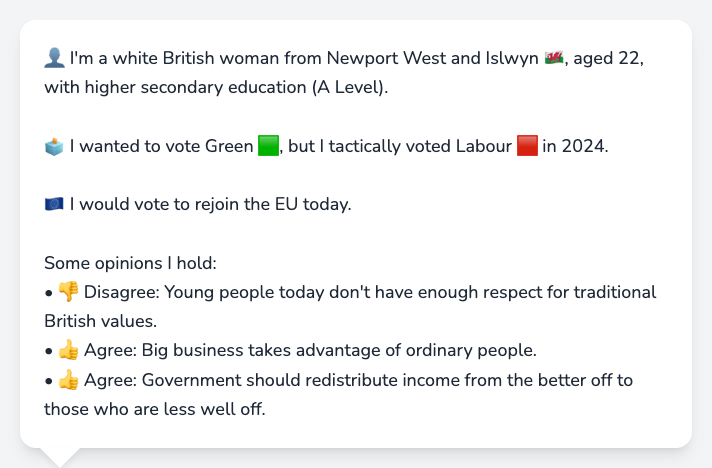 👤 I'm a white British woman from Newport West and Islwyn 🏴󠁧󠁢󠁷󠁬󠁳󠁿, aged 22,
with higher secondary education (A Level).
🗳️ I wanted to vote Green 🟩, but I tactically voted Labour 🟥 in 2024.
🇪🇺 I would vote to rejoin the EU today.
Some opinions I hold:
• 👎 Disagree: Young people today don't have enough respect for traditional
British values.
• 👍 Agree: Big business takes advantage of ordinary people.
• 👍 Agree: Government should redistribute income from the better off to
those who are less well off.